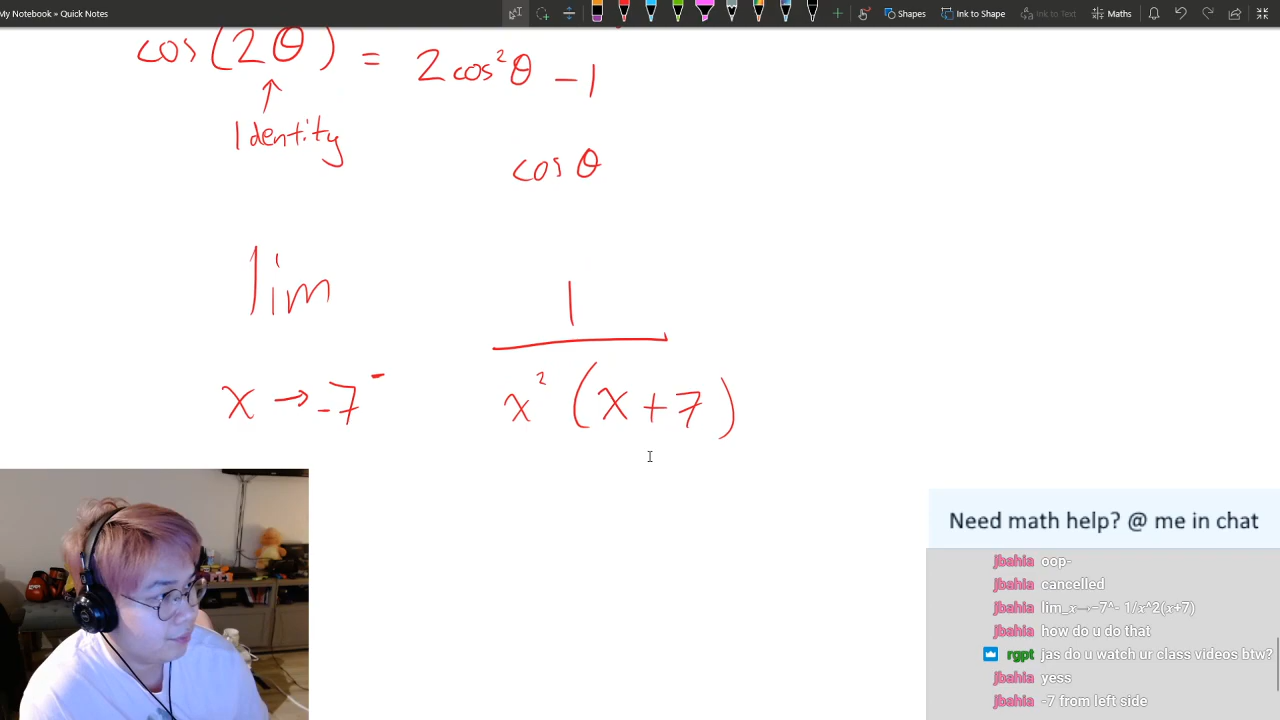 My Notebook » Quick Notes
Shapes
Ink to Shape
Ink to Text
Maths
cos(2θ) = 2cos²θ - 1
↑
Identity
cosθ
lim
1
x → -7⁻
x² (x+7)
Need math help? @ me in chat
jbahia oop-
jbahia cancelled
jbahia lim_x→−7^- 1/x^2(x+7)
jbahia how do u do that
rgpt jas do u watch ur class videos btw?
jbahia yess
jbahia -7 from left side